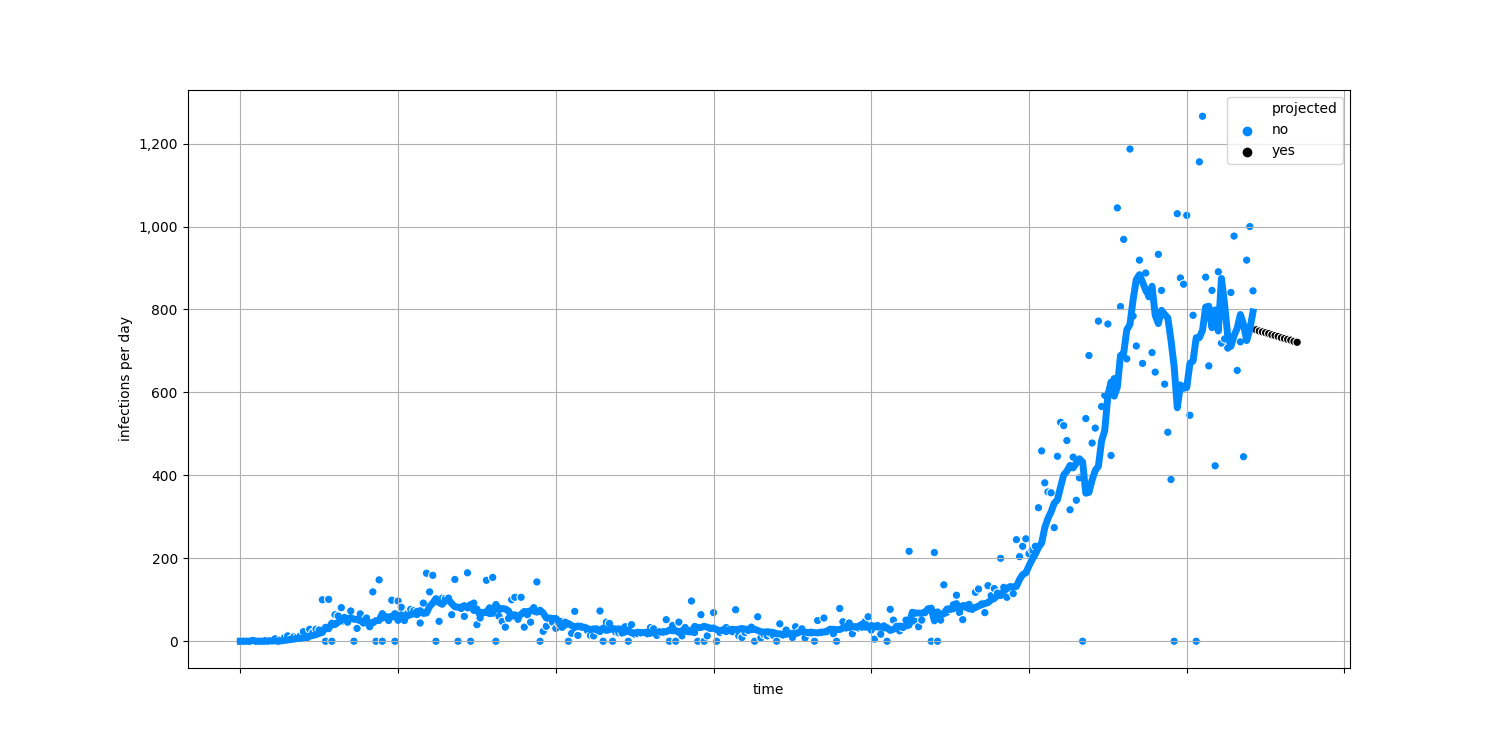 projected
no
yes
1,200
1,000
800
600
400
200
0
infections per day
time